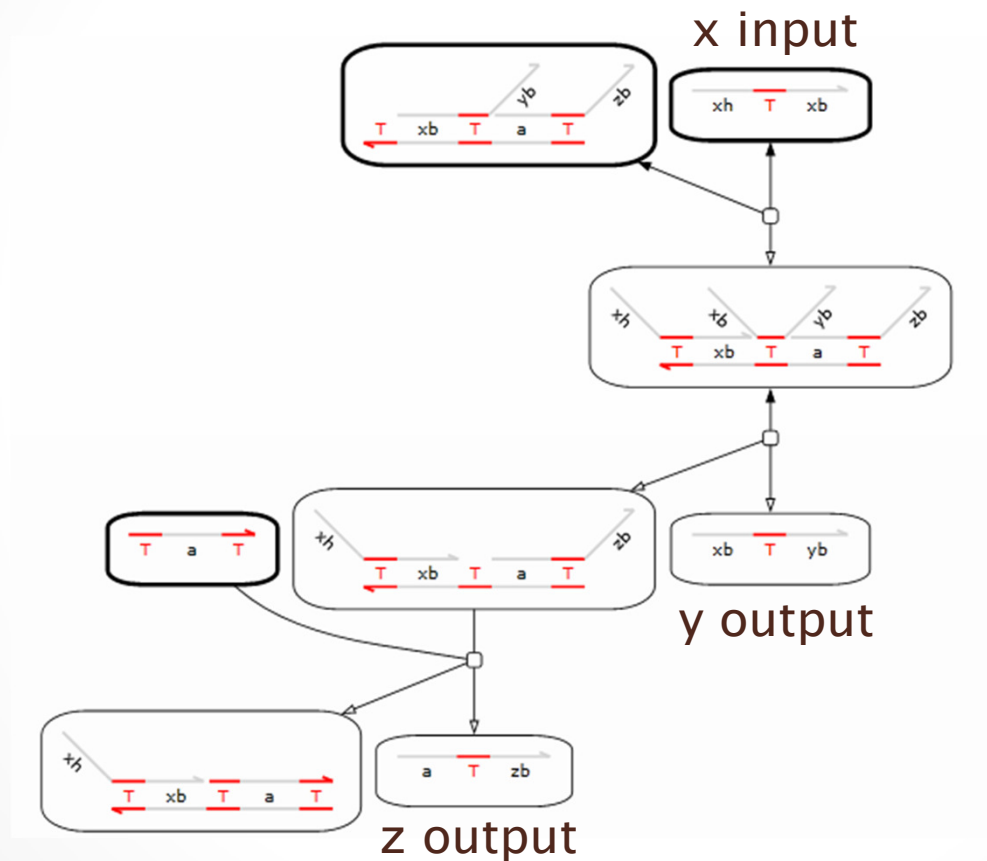 x input
yb zb
T xb T a T
xh T xb
xh xb yb zb
T xb T a T
T a T
xh zb
T xb T a T
xb T yb
y output
xh
T xb T a T
a T zb
z output